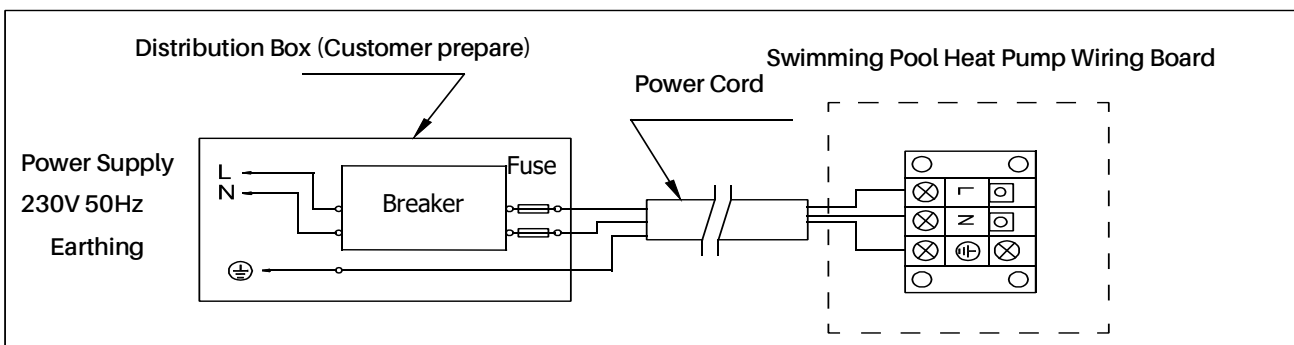 Distribution Box (Customer prepare)
Swimming Pool Heat Pump Wiring Board
Power Cord
Power Supply
230V 50Hz
Earthing
L
N
Breaker
Fuse
L
N